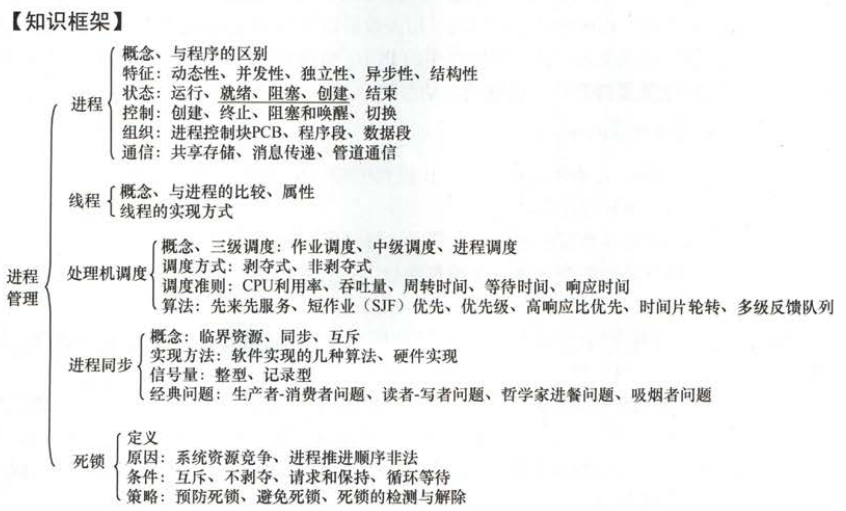 【知识框架】
概念、与程序的区别
特征：动态性、并发性、独立性、异步性、结构性
状态：运行、就绪、阻塞、创建、结束
进程
控制：创建、终止、阻塞和唤醒、切换
组织：进程控制块PCB、程序段、数据段
通信：共享存储、消息传递、管道通信
线程
概念、与进程的比较、属性
线程的实现方式
进程
管理
处理机调度
概念、三级调度：作业调度、中级调度、进程调度
调度方式：剥夺式、非剥夺式
调度准则：CPU利用率、吞吐量、周转时间、等待时间、响应时间
算法：先来先服务、短作业（SJF）优先、优先级、高响应比优先、时间片轮转、多级反馈队列
进程同步
概念：临界资源、同步、互斥
实现方法：软件实现的几种算法、硬件实现
信号量：整型、记录型
经典问题：生产者-消费者问题、读者-写者问题、哲学家进餐问题、吸烟者问题
死锁
定义
原因：系统资源竞争、进程推进顺序非法
条件：互斥、不剥夺、请求和保持、循环等待
策略：预防死锁、避免死锁、死锁的检测与解除